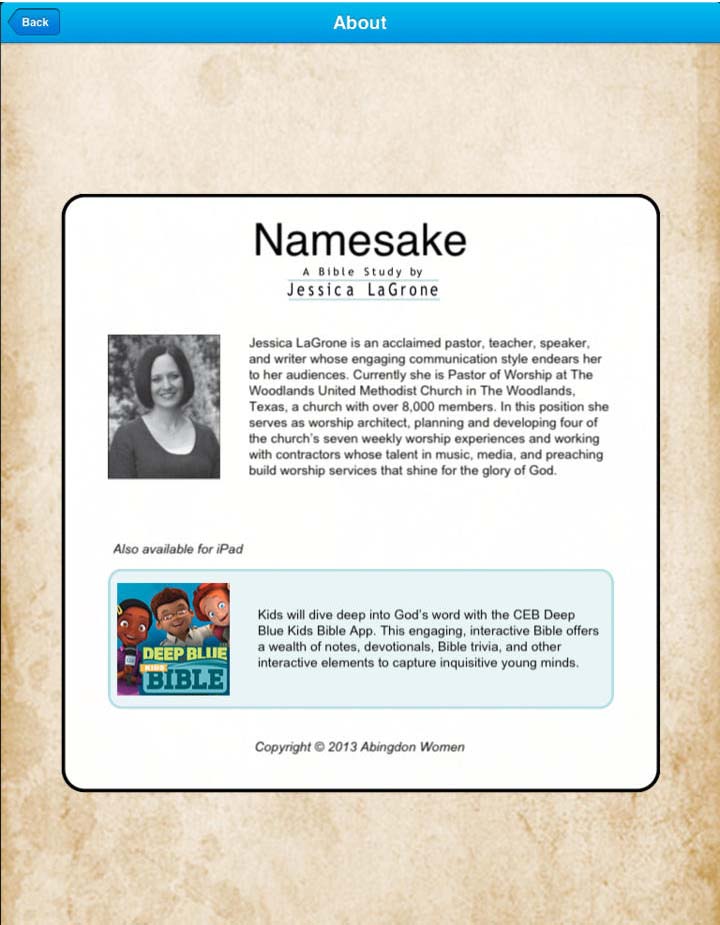 Back
About
Namesake
A Bible Study by
Jessica LaGrone
Jessica LaGrone is an acclaimed pastor, teacher, speaker,
and writer whose engaging communication style endears her
to her audiences. Currently she is Pastor of Worship at The
Woodlands United Methodist Church in The Woodlands,
Texas, a church with over 8,000 members. In this position she
serves as worship architect, planning and developing four of
the church's seven weekly worship experiences and working
with contractors whose talent in music, media, and preaching
build worship services that shine for the glory of God.
Also available for iPad
DEEP BLUE
KIDS
BIBLE
Kids will dive deep into God's word with the CEB Deep
Blue Kids Bible App. This engaging, interactive Bible offers
a wealth of notes, devotionals, Bible trivia, and other
interactive elements to capture inquisitive young minds.
Copyright © 2013 Abingdon Women